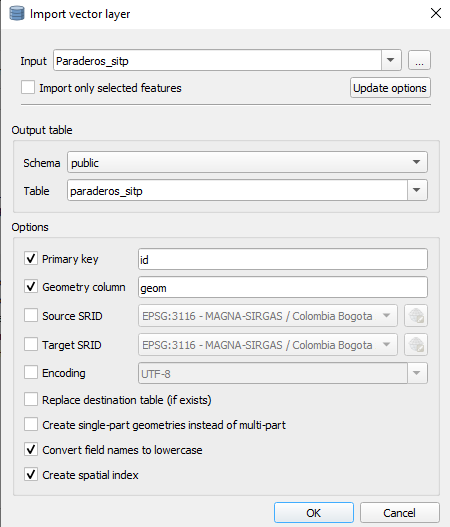 Import vector layer
Input Paraderos_sitp ...
Import only selected features Update options
Output table
Schema public
Table paraderos_sitp
Options
Primary key id
Geometry column geom
Source SRID EPSG:3116 - MAGNA-SIRGAS / Colombia Bogota
Target SRID EPSG:3116 - MAGNA-SIRGAS / Colombia Bogota
Encoding UTF-8
Replace destination table (if exists)
Create single-part geometries instead of multi-part
Convert field names to lowercase
Create spatial index
OK Cancel